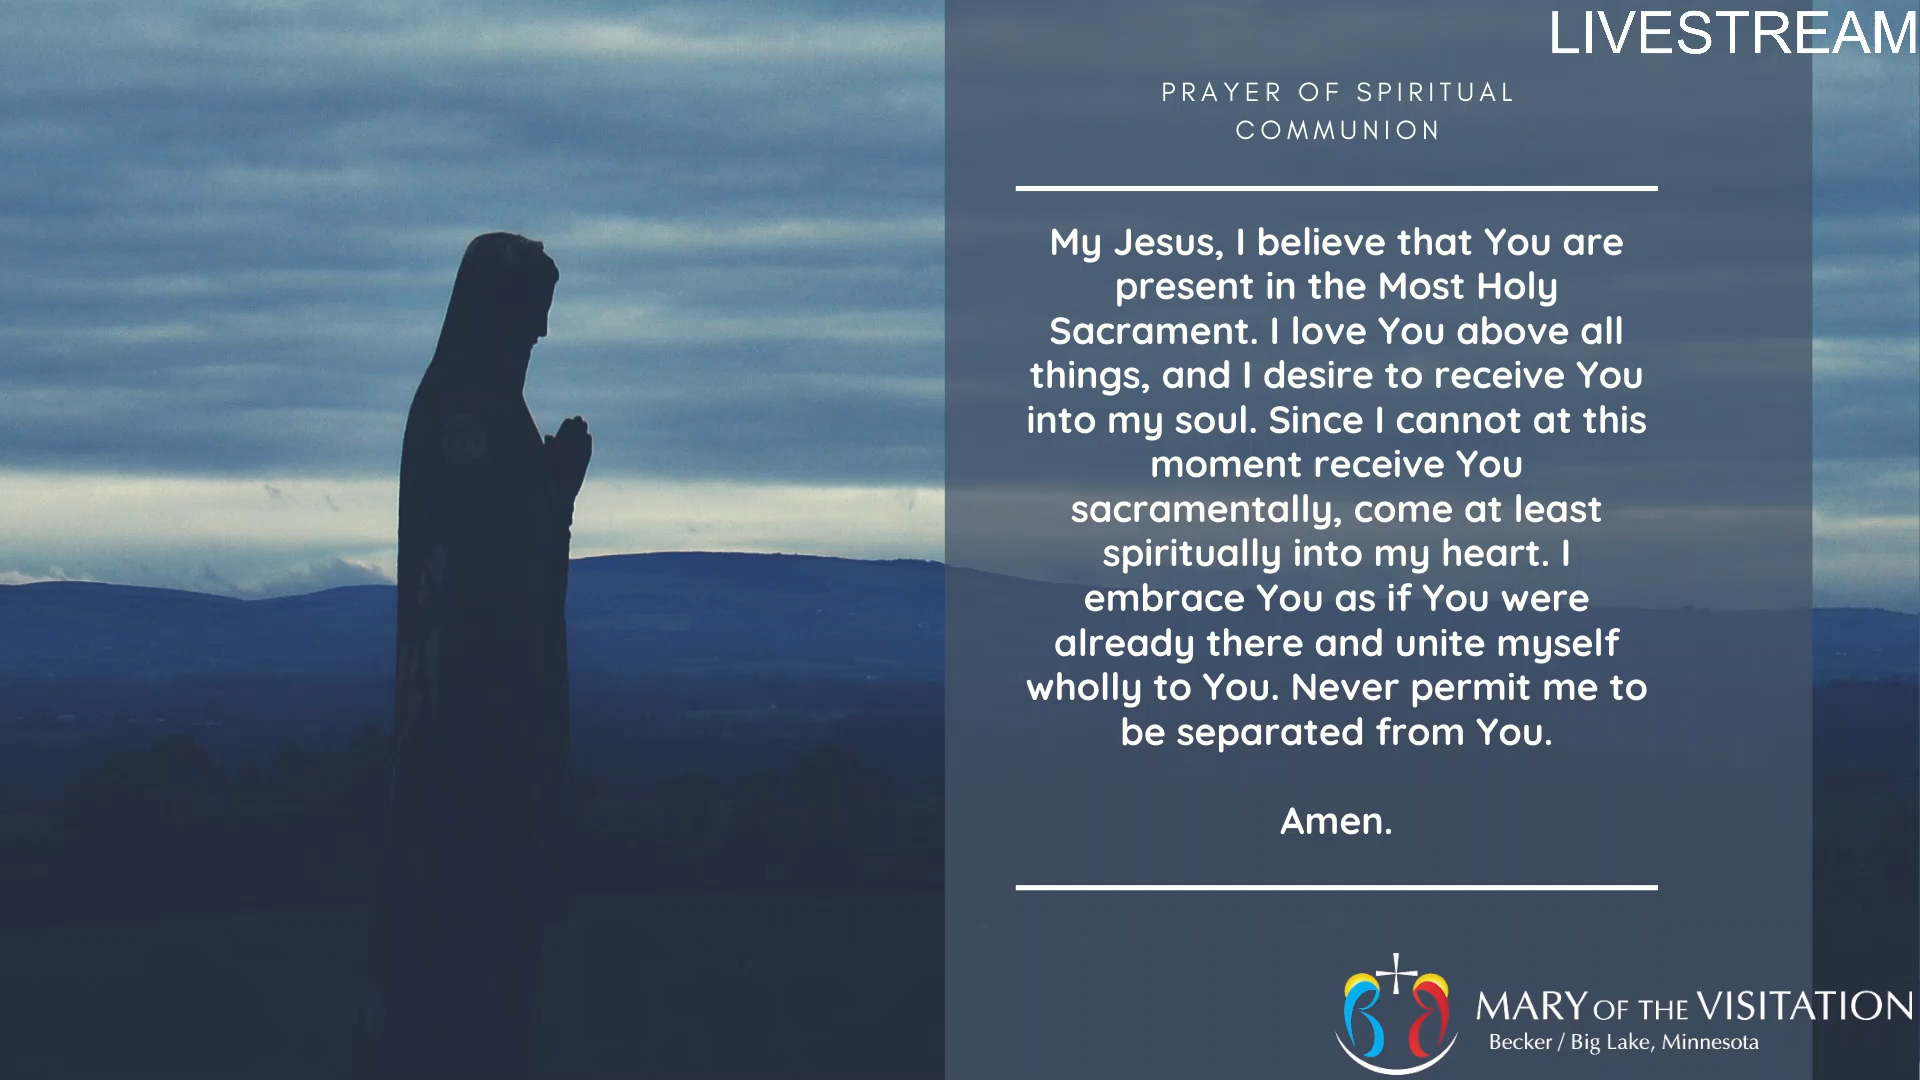 LIVESTREAM
PRAYER OF SPIRITUAL
COMMUNION
My Jesus, I believe that You are
present in the Most Holy
Sacrament. I love You above all
things, and I desire to receive You
into my soul. Since I cannot at this
moment receive You
sacramentally, come at least
spiritually into my heart. I
embrace You as if You were
already there and unite myself
wholly to You. Never permit me to
be separated from You.
Amen.
MARY OF THE VISITATION
Becker / Big Lake, Minnesota